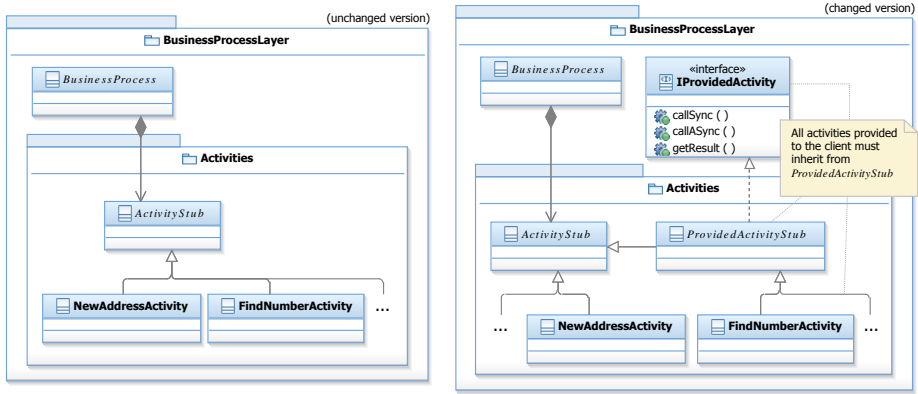 (unchanged version)
BusinessProcessLayer
BusinessProcess
Activities
ActivityStub
NewAddressActivity
FindNumberActivity
...
(changed version)
BusinessProcessLayer
BusinessProcess
«interface»
IProvidedActivity
callSync ( )
callASync ( )
getResult ( )
All activities provided
to the client must
inherit from
ProvidedActivityStub
Activities
ActivityStub
ProvidedActivityStub
...
NewAddressActivity
FindNumberActivity
...